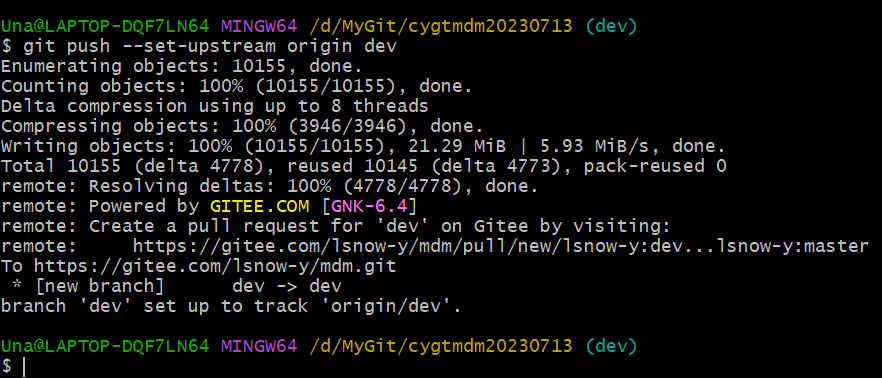 Una@LAPTOP-DQF7LN64 MINGW64 /d/MyGit/cygtmdm20230713 (dev)
$ git push --set-upstream origin dev
Enumerating objects: 10155, done.
Counting objects: 100% (10155/10155), done.
Delta compression using up to 8 threads
Compressing objects: 100% (3946/3946), done.
Writing objects: 100% (10155/10155), 21.29 MiB | 5.93 MiB/s, done.
Total 10155 (delta 4778), reused 10145 (delta 4773), pack-reused 0
remote: Resolving deltas: 100% (4778/4778), done.
remote: Powered by GITEE.COM [GNK-6.4]
remote: Create a pull request for 'dev' on Gitee by visiting:
remote:     https://gitee.com/lsnow-y/mdm/pull/new/lsnow-y:dev...lsnow-y:master
To https://gitee.com/lsnow-y/mdm.git
 * [new branch]      dev -> dev
branch 'dev' set up to track 'origin/dev'.
Una@LAPTOP-DQF7LN64 MINGW64 /d/MyGit/cygtmdm20230713 (dev)
$